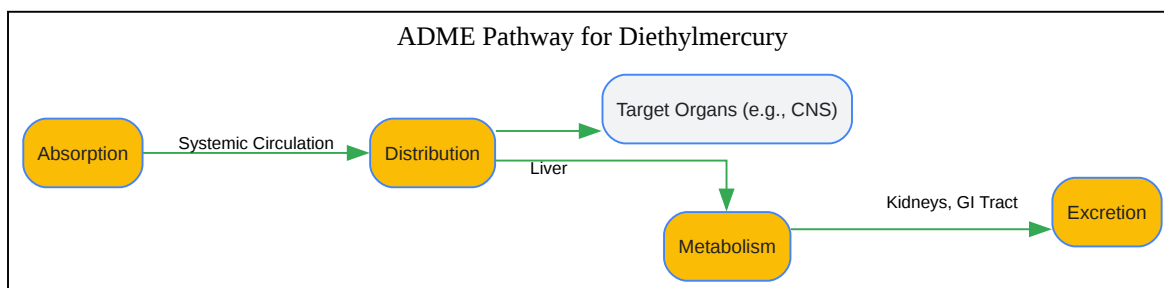 ADME Pathway for Diethylmercury
Target Organs (e.g., CNS)
Absorption
Systemic Circulation
Distribution
Liver
Metabolism
Kidneys, GI Tract
Excretion